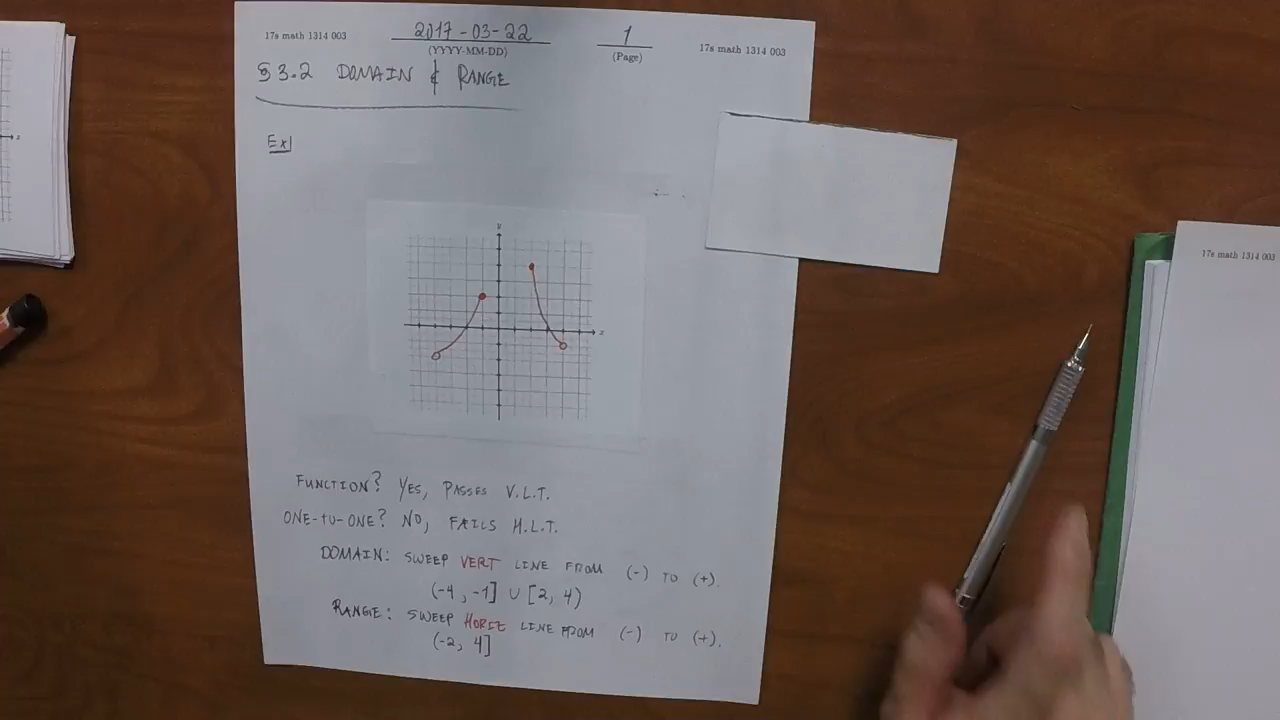 17s math 1314 003
2017-03-22
(YYYY-MM-DD)
1
(Page)
17s math 1314 003
§ 3.2 DOMAIN & RANGE
Ex1
y
x
FUNCTION? YES, PASSES V.L.T.
ONE-TO-ONE? NO, FAILS H.L.T.
DOMAIN: SWEEP VERT LINE FROM (-) TO (+).
(-4, -1] ∪ [2, 4)
RANGE: SWEEP HORIZ LINE FROM (-) TO (+).
(-2, 4]
x
17s math 1314 003